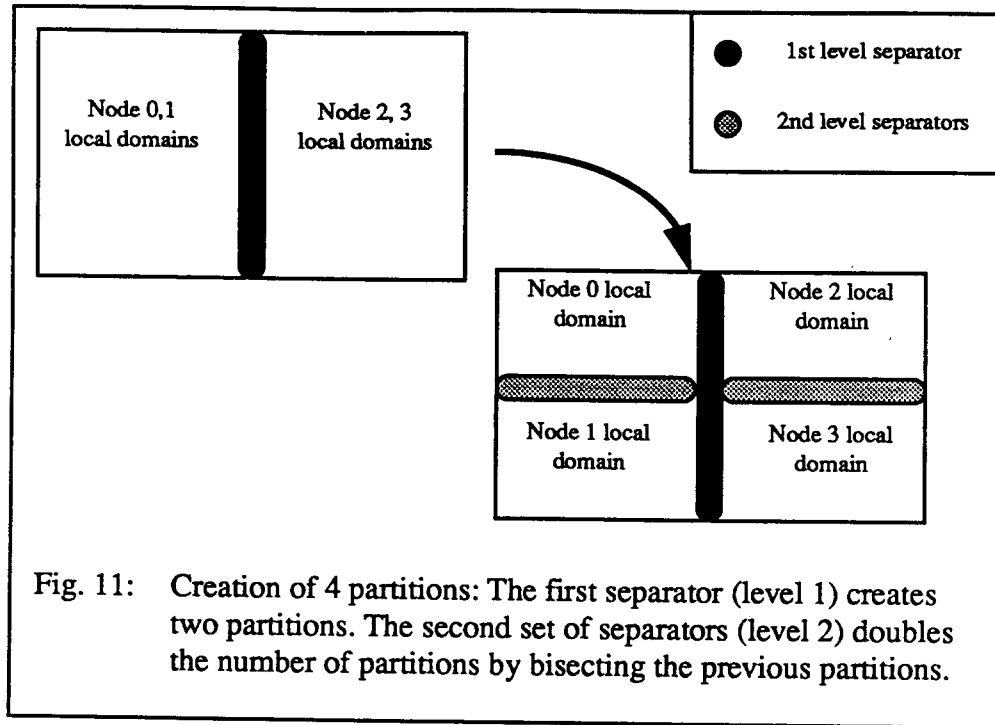 Node 0,1
local domains
Node 2, 3
local domains
1st level separator
2nd level separators
Node 0 local
domain
Node 2 local
domain
Node 1 local
domain
Node 3 local
domain
Fig. 11: Creation of 4 partitions: The first separator (level 1) creates
two partitions. The second set of separators (level 2) doubles
the number of partitions by bisecting the previous partitions.